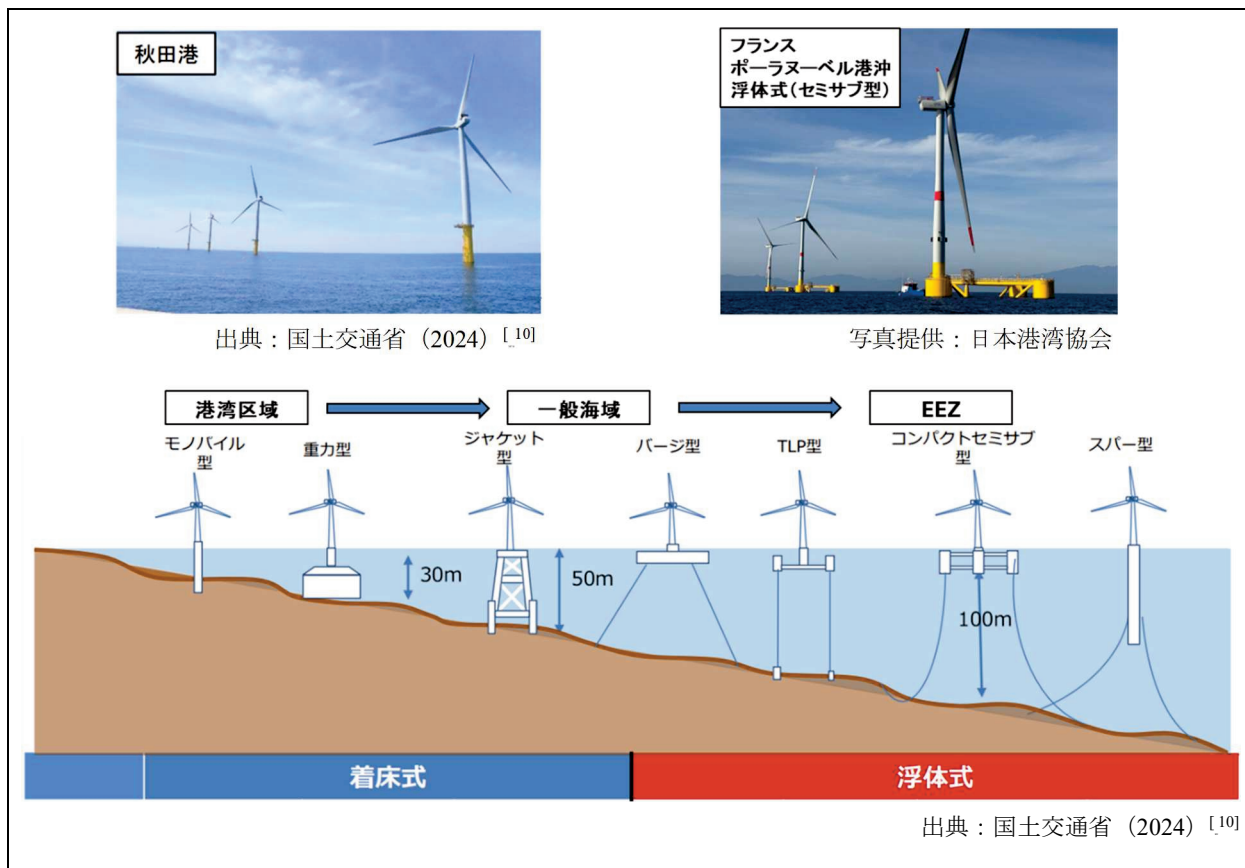 秋田港
フランス
ポーラヌーベル港沖
浮体式(セミサブ型)
出典：国土交通省（2024）[10]
写真提供：日本港湾協会
港湾区域
一般海域
EEZ
モノパイル
型
重力型
ジャケット
型
バージ型
TLP型
コンパクトセミサブ
型
スパー型
30m
50m
100m
着床式
浮体式
出典：国土交通省（2024）[10]